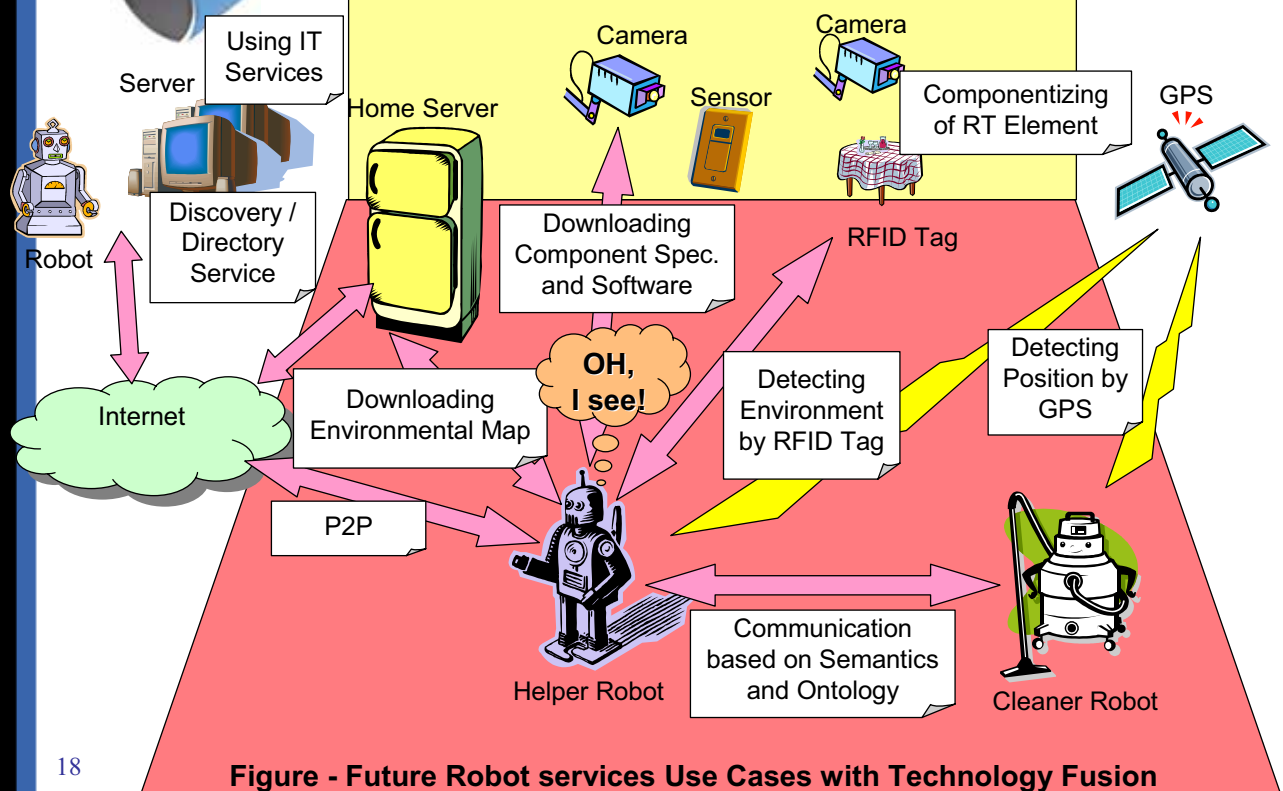 Using IT
Services
Server
Robot
Discovery /
Directory
Service
Home Server
Camera
Sensor
Camera
Componentizing
of RT Element
GPS
RFID Tag
Downloading
Component Spec.
and Software
OH,
I see!
Internet
Downloading
Environmental Map
Detecting
Environment
by RFID Tag
Detecting
Position by
GPS
P2P
Helper Robot
Communication
based on Semantics
and Ontology
Cleaner Robot
18
Figure - Future Robot services Use Cases with Technology Fusion